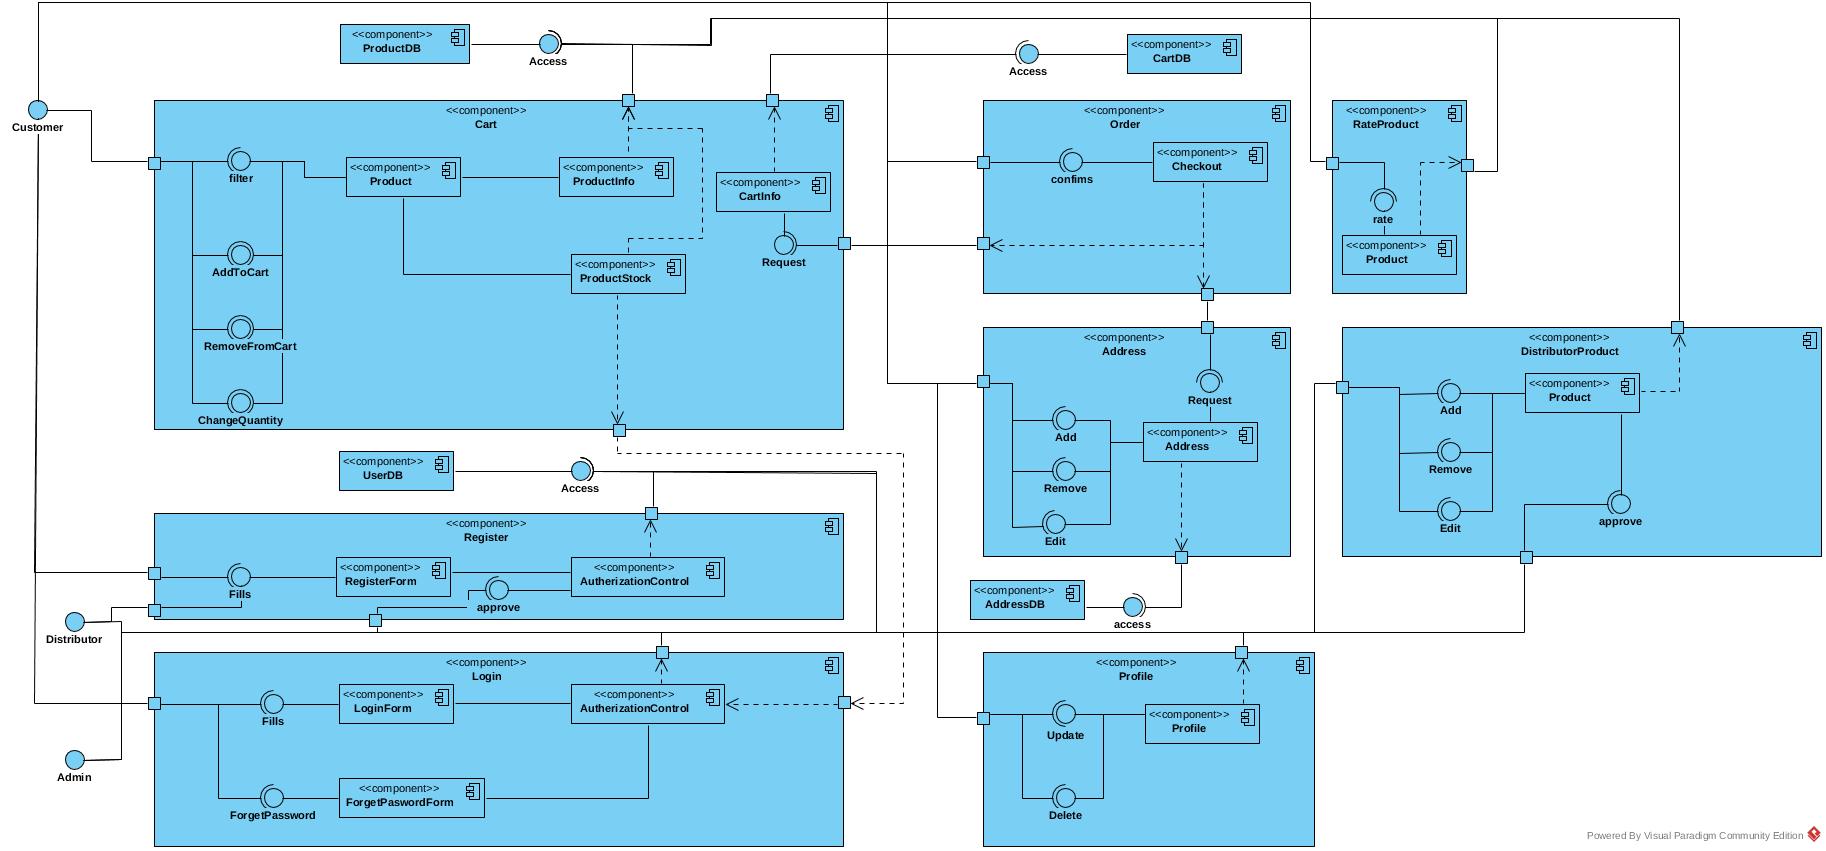 <<component>>
ProductDB
Access
Access
<<component>>
CartDB
Customer
<<component>>
Cart
filter
<<component>>
Product
<<component>>
ProductInfo
<<component>>
CartInfo
AddToCart
Request
<<component>>
ProductStock
RemoveFromCart
ChangeQuantity
<<component>>
Order
confims
<<component>>
Checkout
<<component>>
RateProduct
rate
<<component>>
Product
<<component>>
Address
Request
Add
<<component>>
Address
Remove
Edit
<<component>>
DistributorProduct
Add
<<component>>
Product
Remove
Edit
approve
<<component>>
UserDB
Access
<<component>>
Register
Fills
<<component>>
RegisterForm
approve
<<component>>
AutherizationControl
<<component>>
AddressDB
access
Distributor
<<component>>
Login
Fills
<<component>>
LoginForm
<<component>>
AutherizationControl
Admin
ForgetPassword
<<component>>
ForgetPaswordForm
<<component>>
Profile
Update
<<component>>
Profile
Delete
Powered By Visual Paradigm Community Edition